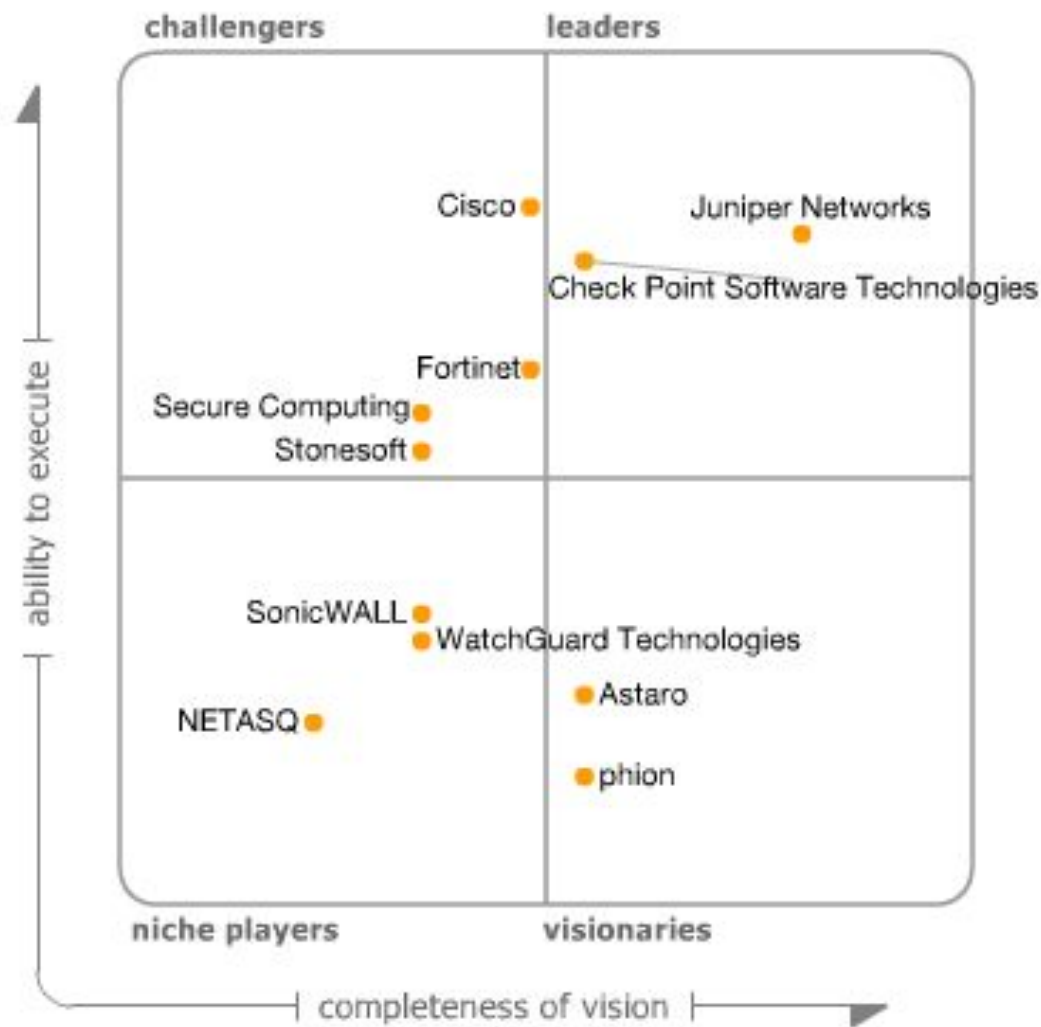 challengers
leaders
Cisco
Juniper Networks
Check Point Software Technologies
Fortinet
Secure Computing
Stonesoft
ability to execute
SonicWALL
WatchGuard Technologies
Astaro
NETASQ
phion
niche players
visionaries
completeness of vision